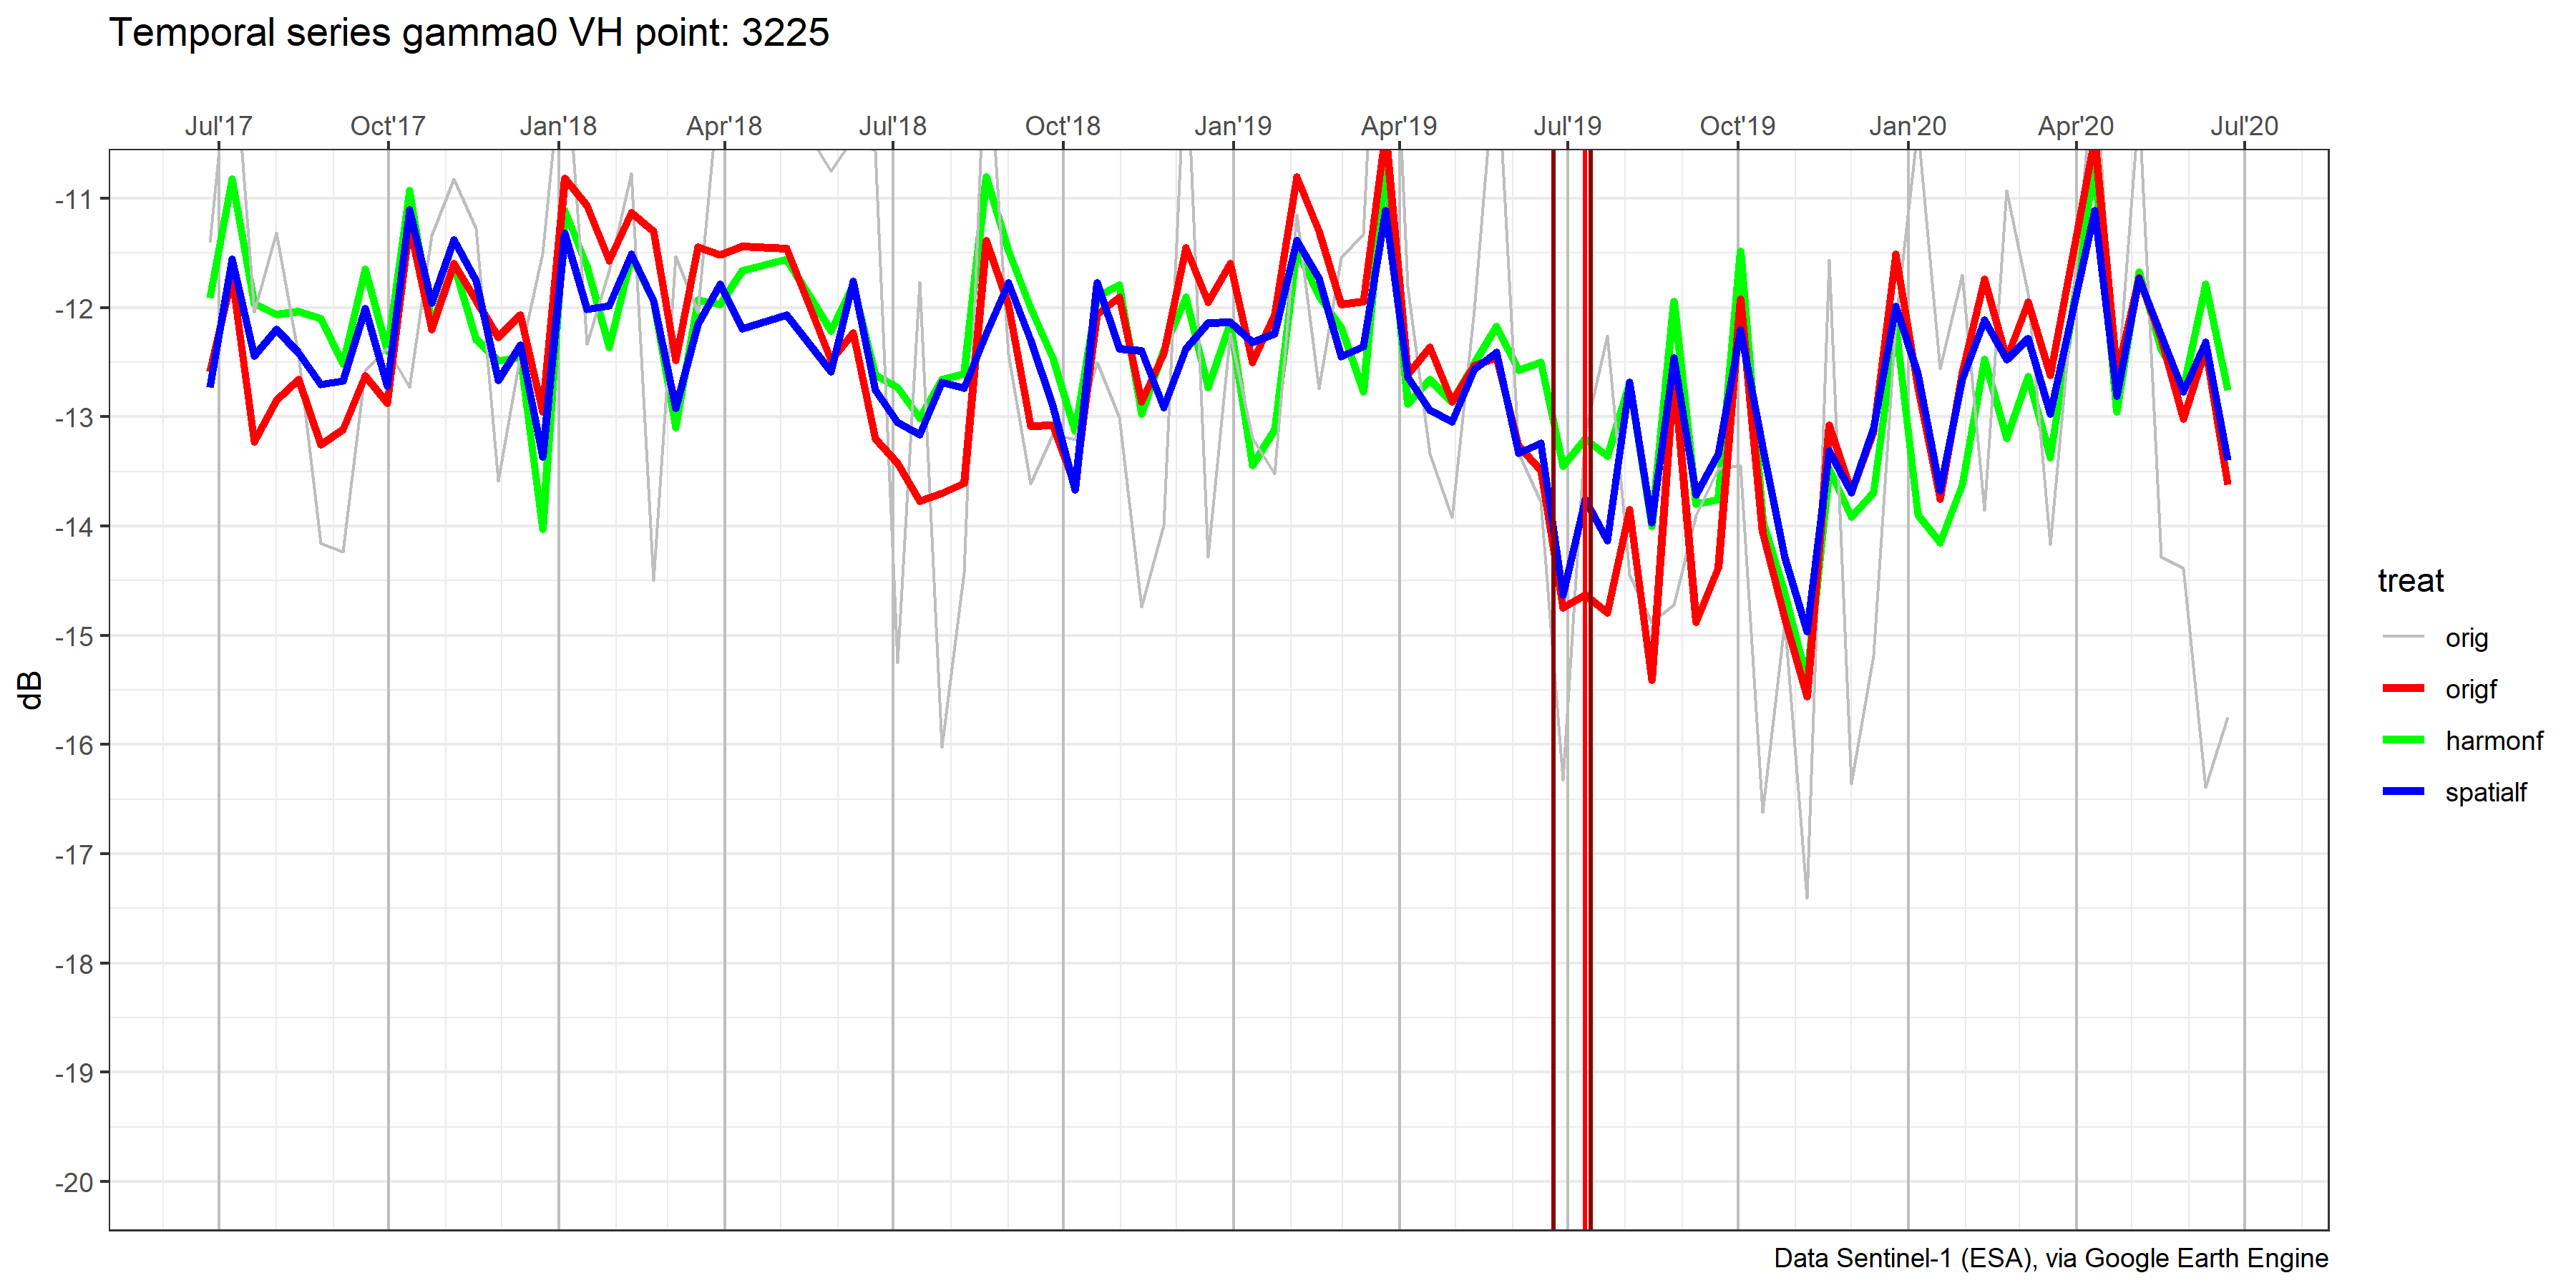 Temporal series gamma0 VH point: 3225
Jul'17 Oct'17 Jan'18 Apr'18 Jul'18 Oct'18 Jan'19 Apr'19 Jul'19 Oct'19 Jan'20 Apr'20 Jul'20
-11
-12
-13
-14
-15
-16
-17
-18
-19
-20
dB
treat
orig
origf
harmonf
spatialf
Data Sentinel-1 (ESA), via Google Earth Engine